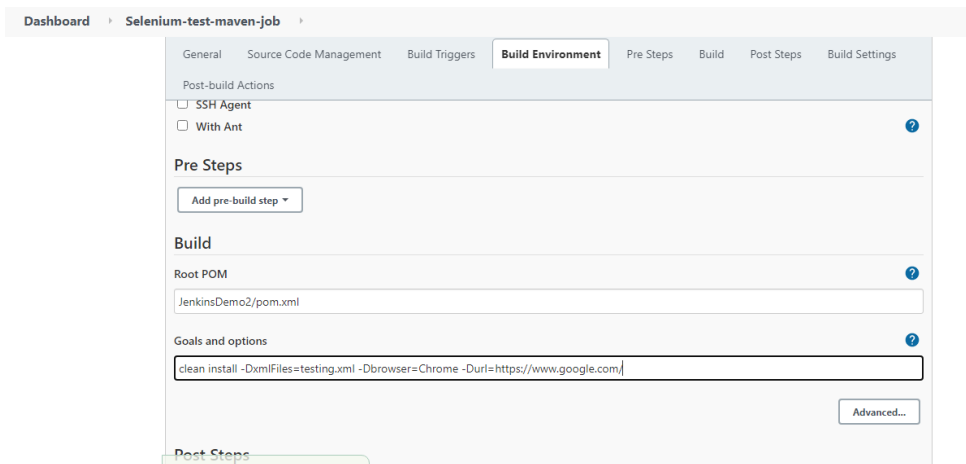 Dashboard Selenium-test-maven-job
General Source Code Management Build Triggers Build Environment Pre Steps Build Post Steps Build Settings
Post-build Actions
SSH Agent
With Ant
?
Pre Steps
Add pre-build step
Build
Root POM
?
JenkinsDemo2/pom.xml
Goals and options
?
clean install -DxmlFiles=testing.xml -Dbrowser=Chrome -Durl=https://www.google.com/
Advanced...
Post Steps